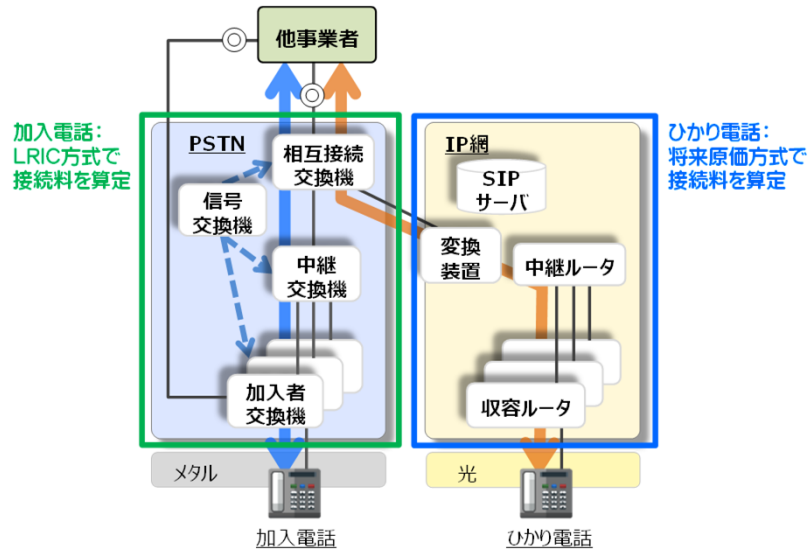 他事業者
加入電話：
LRIC方式で
接続料を算定
PSTN
相互接続
交換機
信号
交換機
中継
交換機
加入者
交換機
メタル
加入電話
ひかり電話：
将来原価方式で
接続料を算定
IP網
SIP
サーバ
変換
装置
中継ルータ
収容ルータ
光
ひかり電話